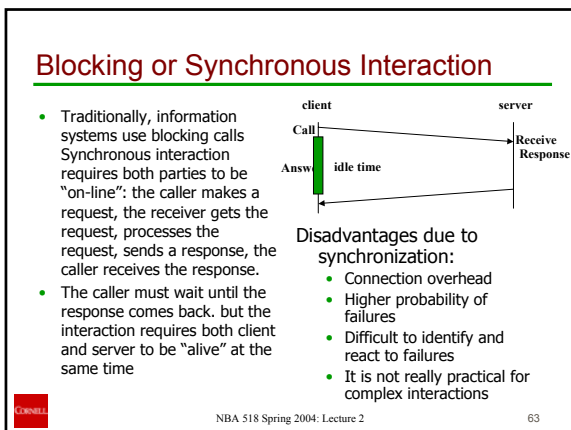 Blocking or Synchronous Interaction
• Traditionally, information
systems use blocking calls
Synchronous interaction
requires both parties to be
“on-line”: the caller makes a
request, the receiver gets the
request, processes the
request, sends a response, the
caller receives the response.
• The caller must wait until the
response comes back. but the
interaction requires both client
and server to be “alive” at the
same time
client server
Call
Receive
Response
Answ idle time
Disadvantages due to
synchronization:
• Connection overhead
• Higher probability of
failures
• Difficult to identify and
react to failures
• It is not really practical for
complex interactions
CORNELL
NBA 518 Spring 2004: Lecture 2 63